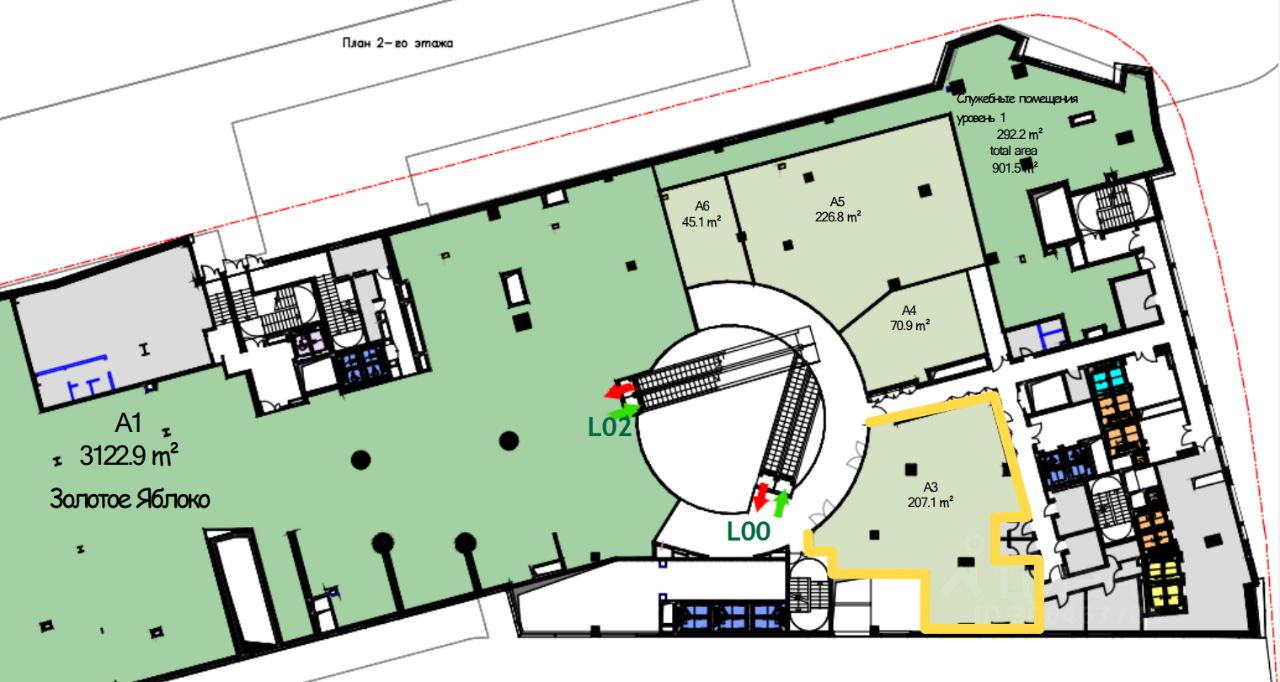 План 2-го этажа
Служебные помещения
уровень 1
292.2 m²
total area
901.5 m²
A6
45.1 m²
A5
226.8 m²
A4
70.9 m²
A1
3122.9 m²
Золотое Яблоко
L02
A3
207.1 m²
L00